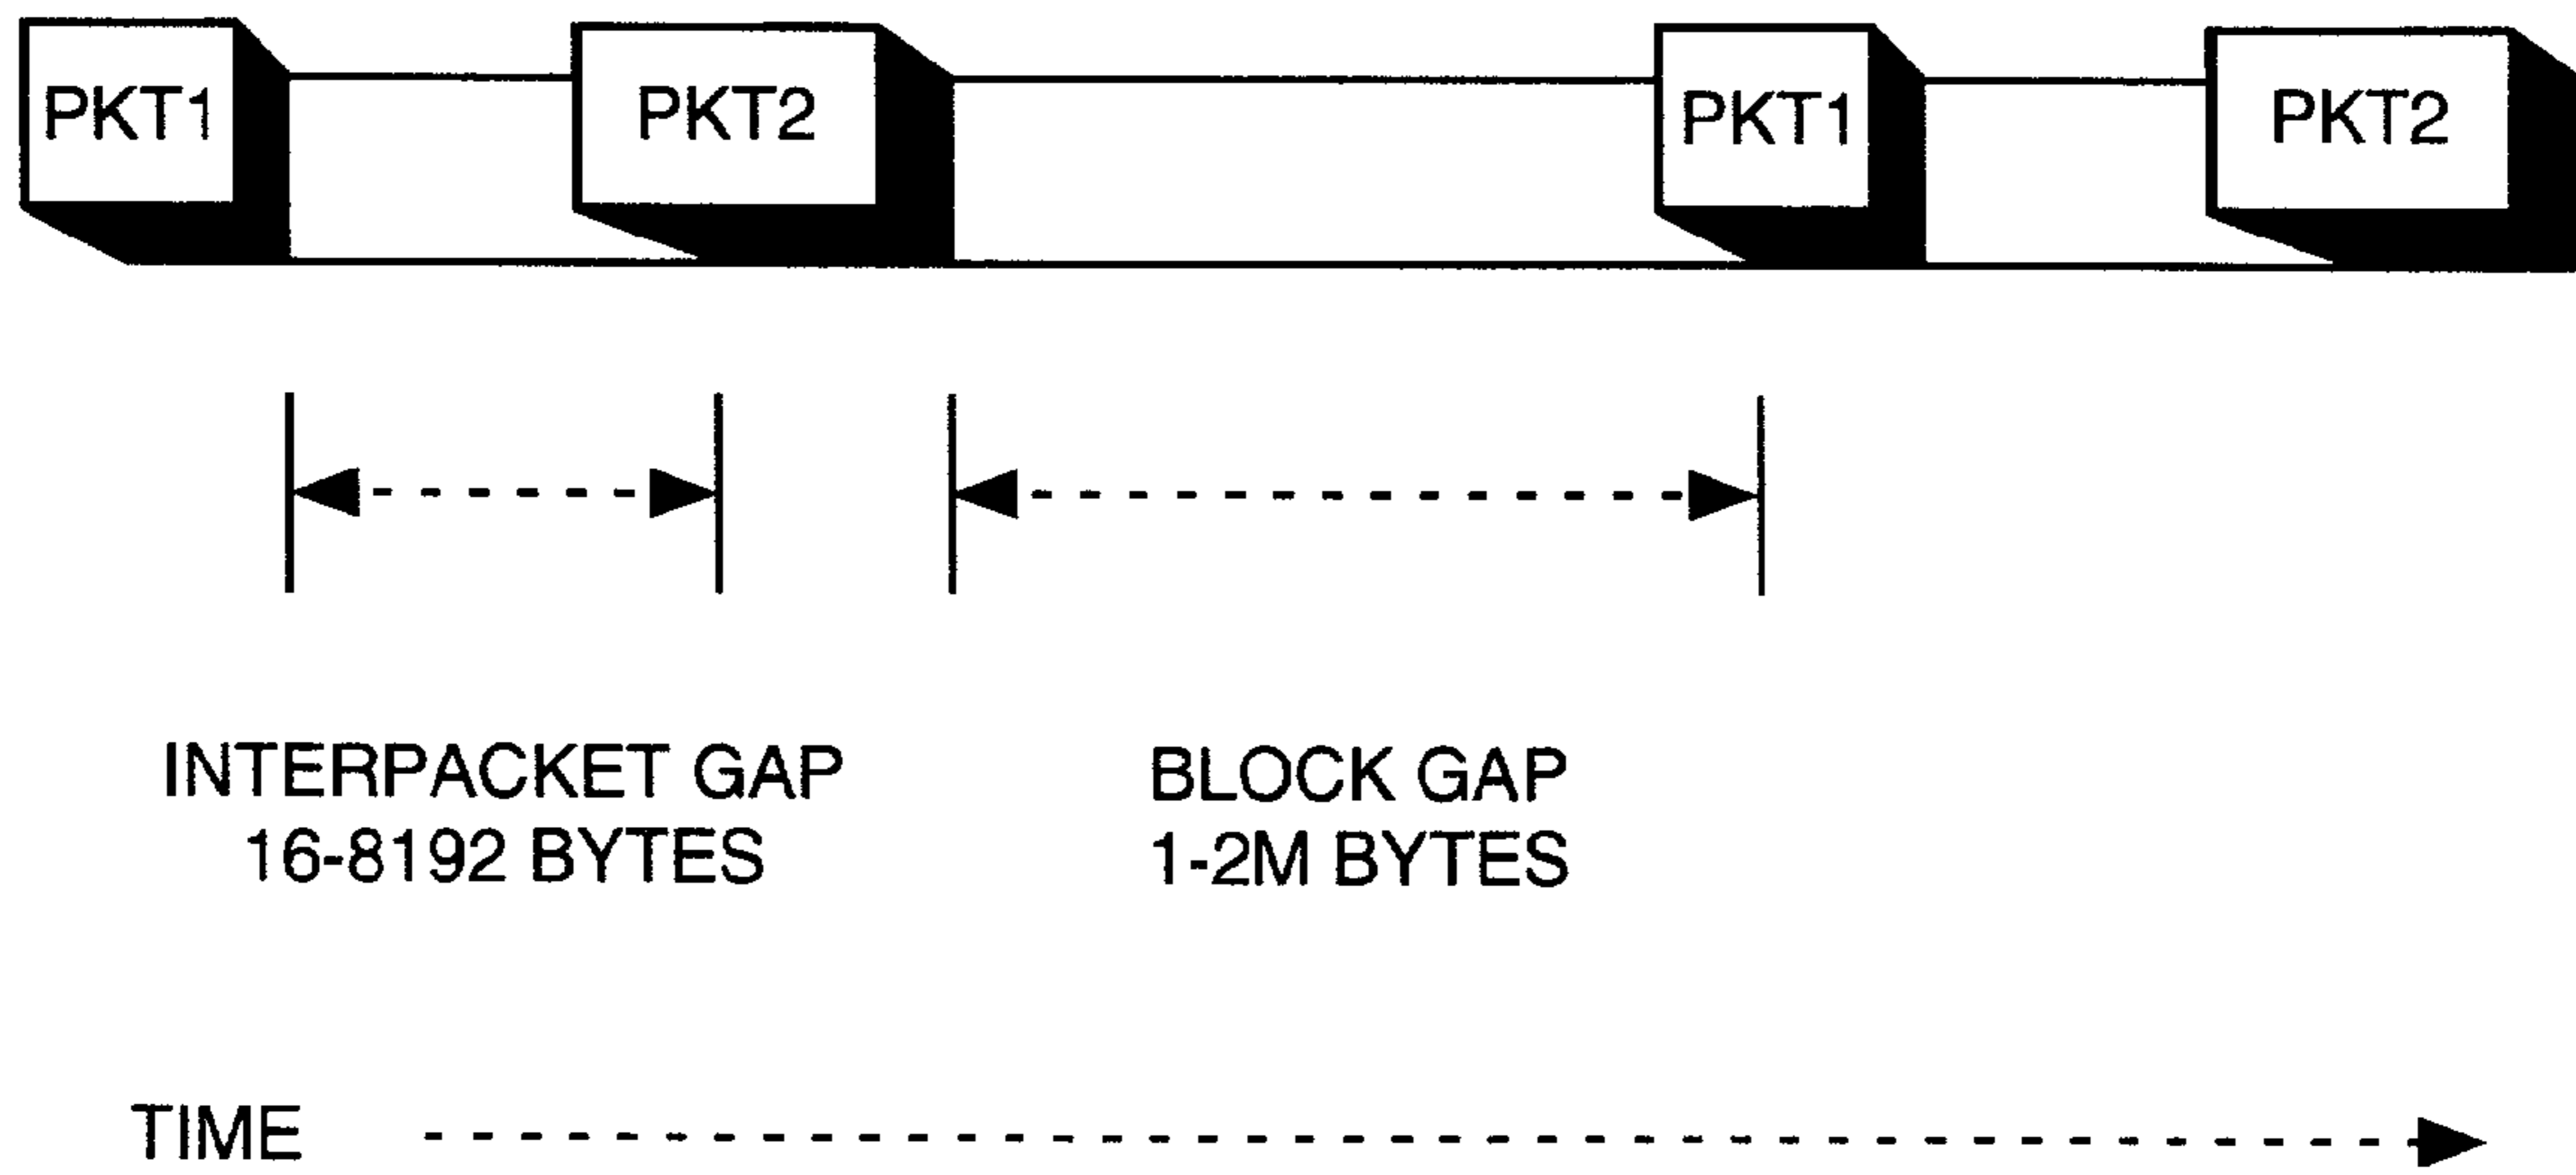 PKT1
PKT2
PKT1
PKT2
INTERPACKET GAP
16-8192 BYTES
BLOCK GAP
1-2M BYTES
TIME